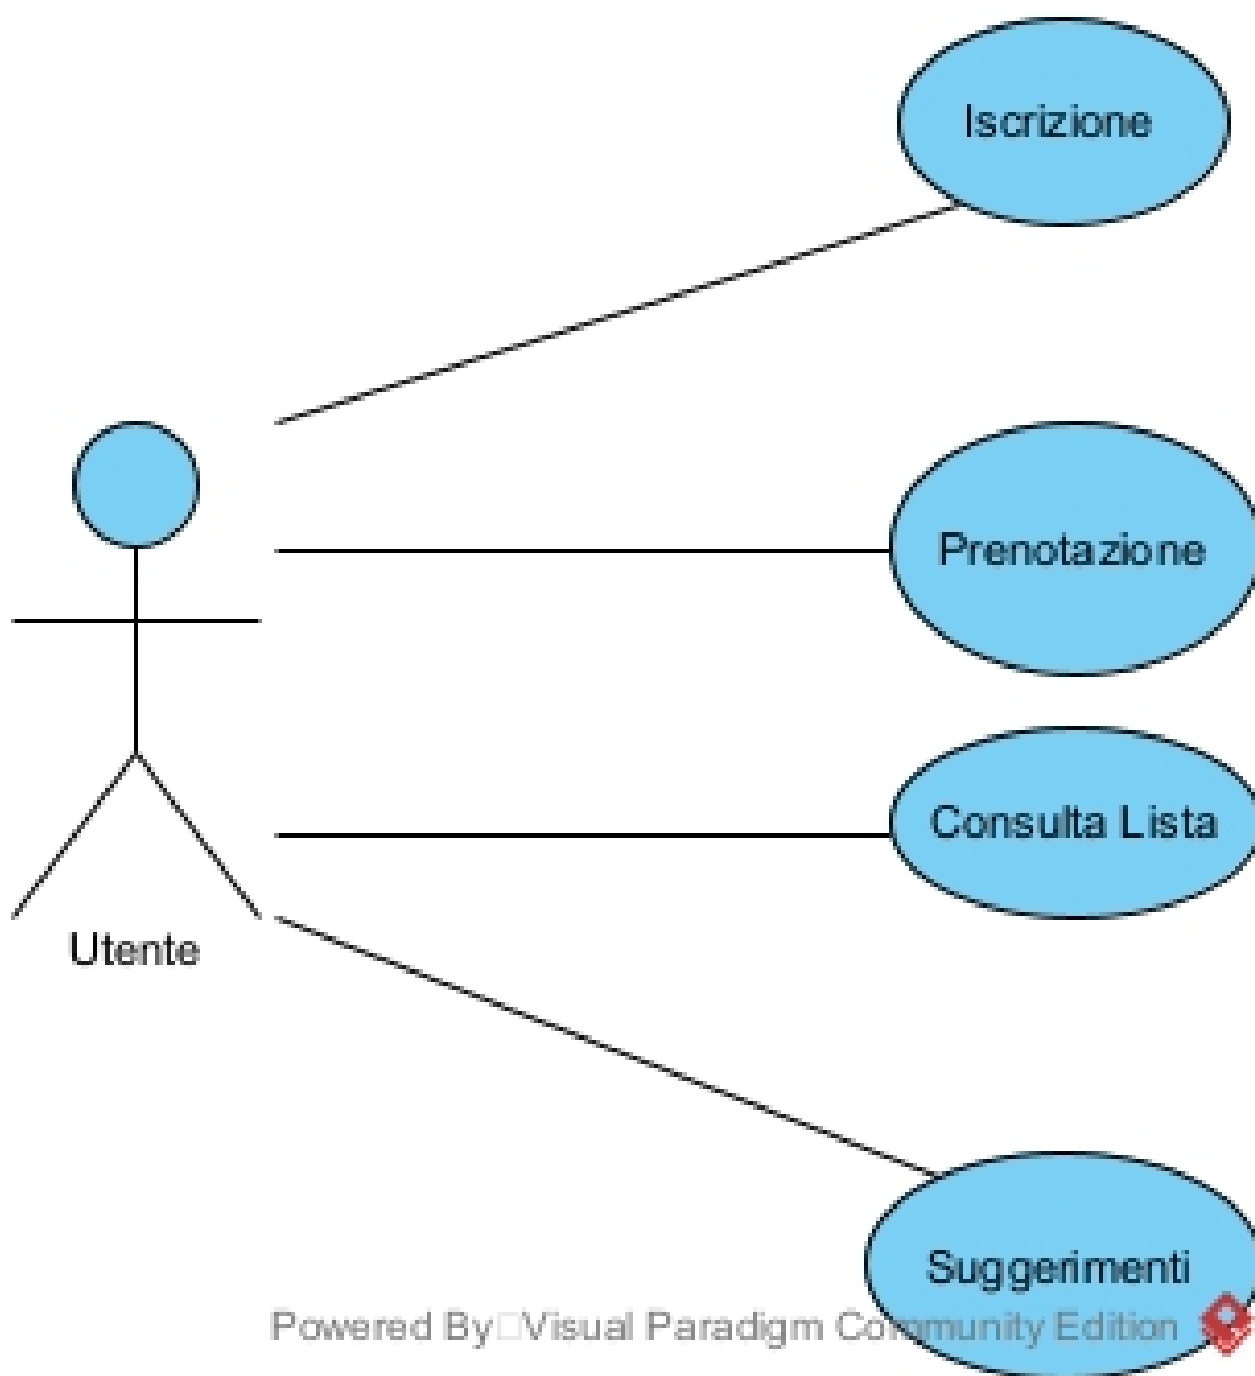 Iscrizione
Prenotazione
Consulta Lista
Utente
Suggerimenti
Powered By Visual Paradigm Community Edition